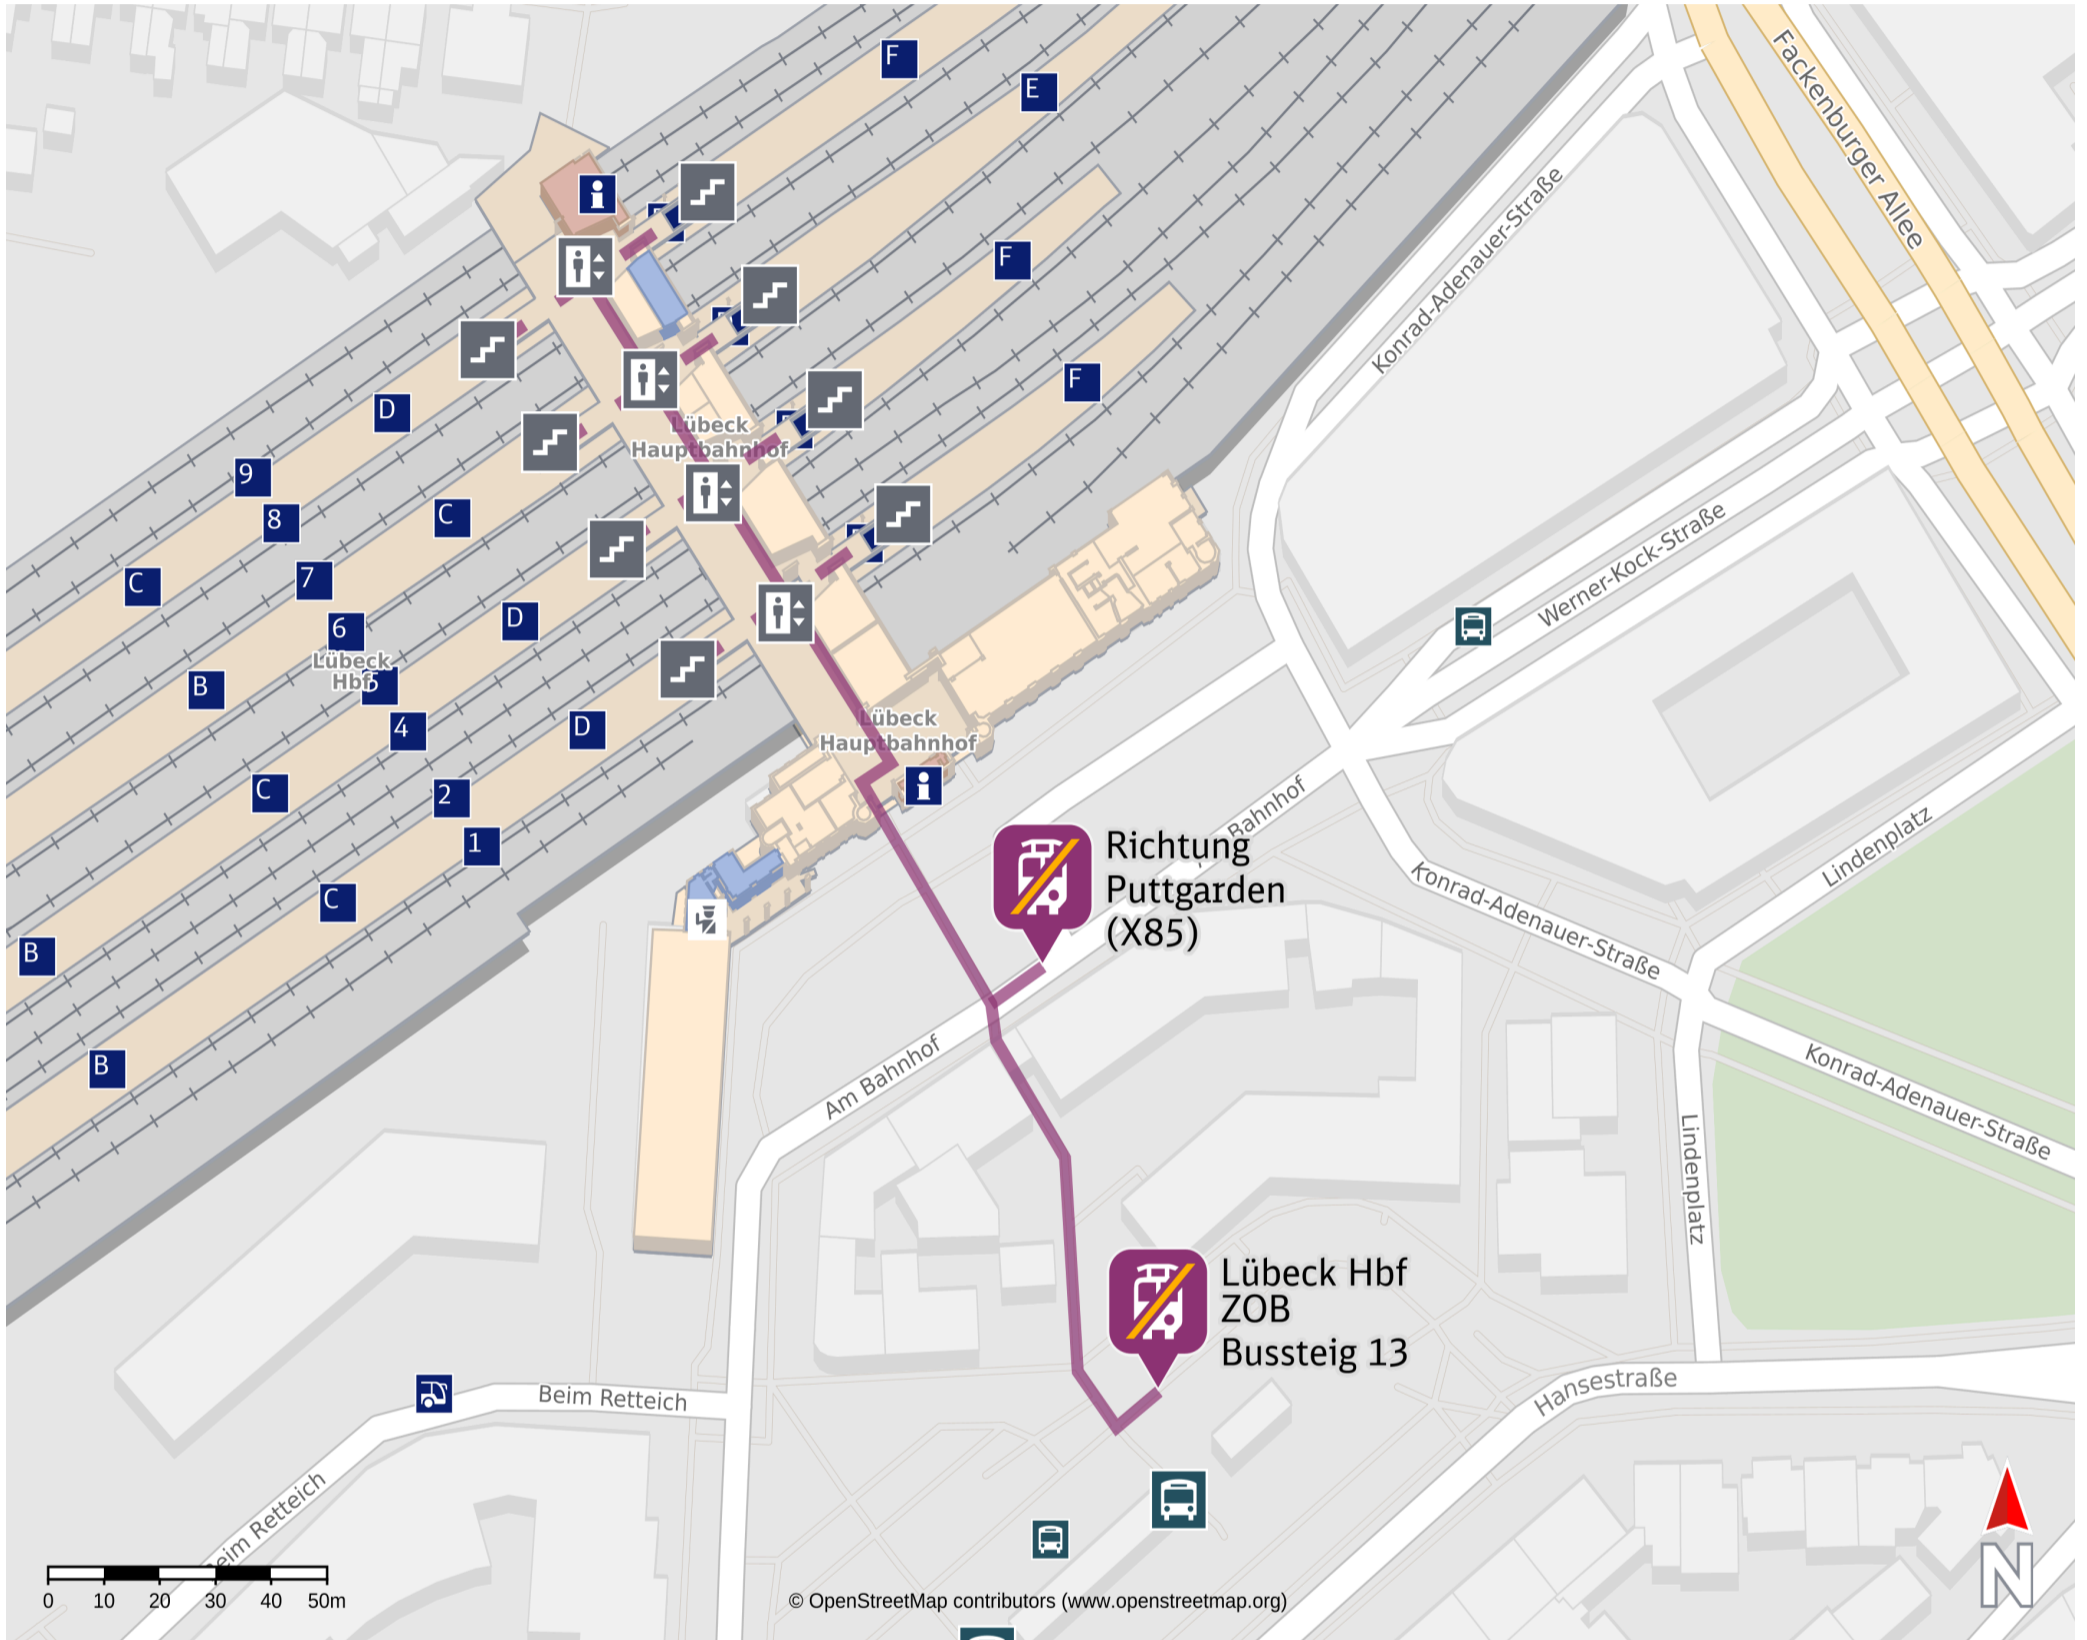 F
E
Fackenburger Allee
F
Konrad-Adenauer-Straße
F
D
9
8
C
Lübeck
Hauptbahnhof
C
7
6
D
Lübeck
Hbf
5
B
4
D
C
2
1
C
B
B
Werner-Kock-Straße
Lübeck
Hauptbahnhof
Bahnhof
Lindenplatz
Richtung
Puttgarden
(X85)
Konrad-Adenauer-Straße
Am Bahnhof
Konrad-Adenauer-Straße
Lindenplatz
Lübeck Hbf
ZOB
Bussteig 13
Hansestraße
Beim Retteich
Beim Retteich
0 10 20 30 40 50m
© OpenStreetMap contributors (www.openstreetmap.org)
N